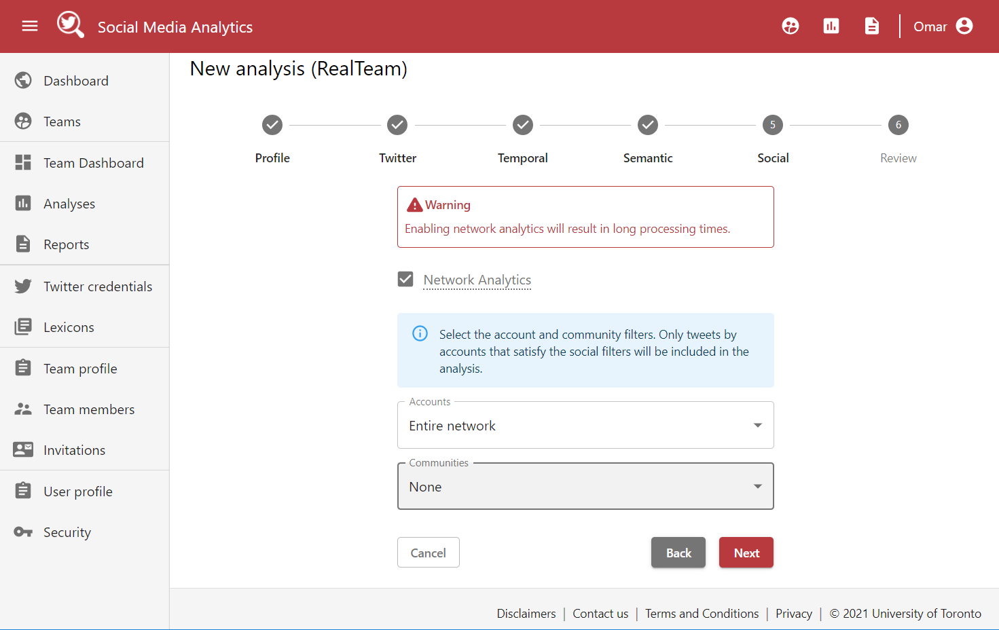 Social Media Analytics
Omar
Dashboard
Teams
Team Dashboard
Analyses
Reports
Twitter credentials
Lexicons
Team profile
Team members
Invitations
User profile
Security
New analysis (RealTeam)
Profile
Twitter
Temporal
Semantic
5
Social
6
Review
Warning
Enabling network analytics will result in long processing times.
Network Analytics
Select the account and community filters. Only tweets by
accounts that satisfy the social filters will be included in the
analysis.
Accounts
Entire network
Communities
None
Cancel
Back
Next
Disclaimers | Contact us | Terms and Conditions | Privacy | © 2021 University of Toronto